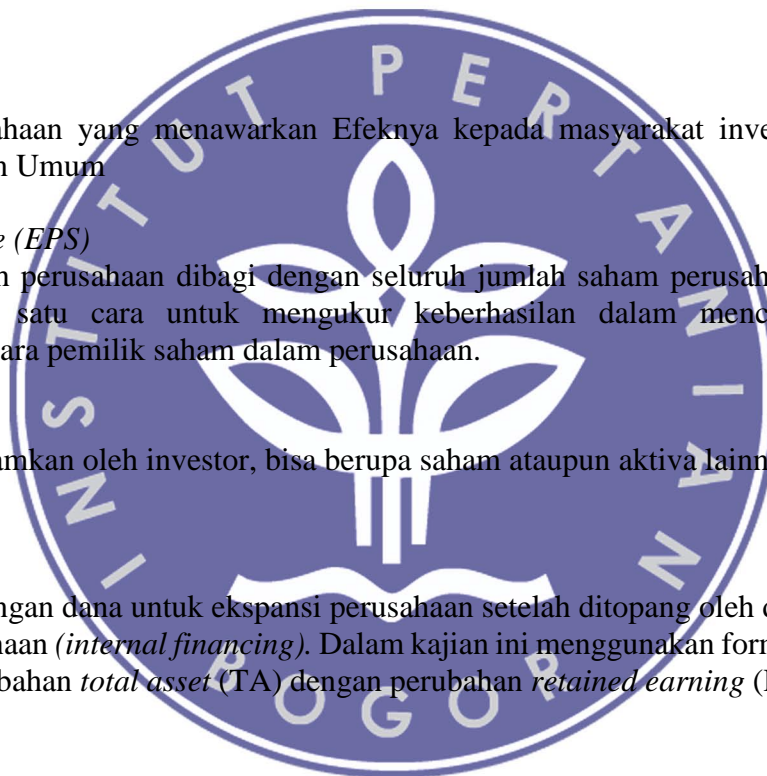 INSTITUT PERTANIAN
ahaan yang menawarkan Efeknya kepada masyarakat inve
n Umum
e (EPS)
n perusahaan dibagi dengan seluruh jumlah saham perusah
satu cara untuk mengukur keberhasilan dalam menc
ara pemilik saham dalam perusahaan.
amkan oleh investor, bisa berupa saham ataupun aktiva lainn
ngan dana untuk ekspansi perusahaan setelah ditopang oleh
haan (internal financing). Dalam kajian ini menggunakan form
bahan total asset (TA) dengan perubahan retained earning (
BOGOR